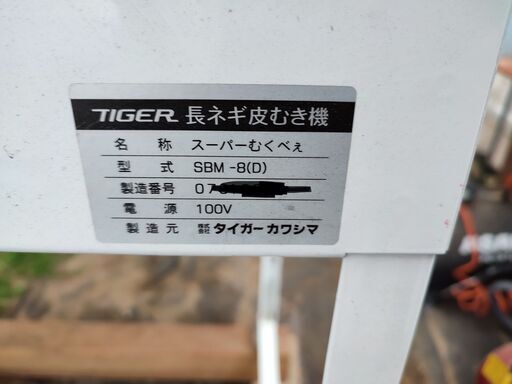 TIGER 長ネギ皮むき機
名 称 スーパーむくべぇ
型 式 SBM -8(D)
製造番号 07
電 源 100V
製 造 元 株式会社 タイガー カワシマ